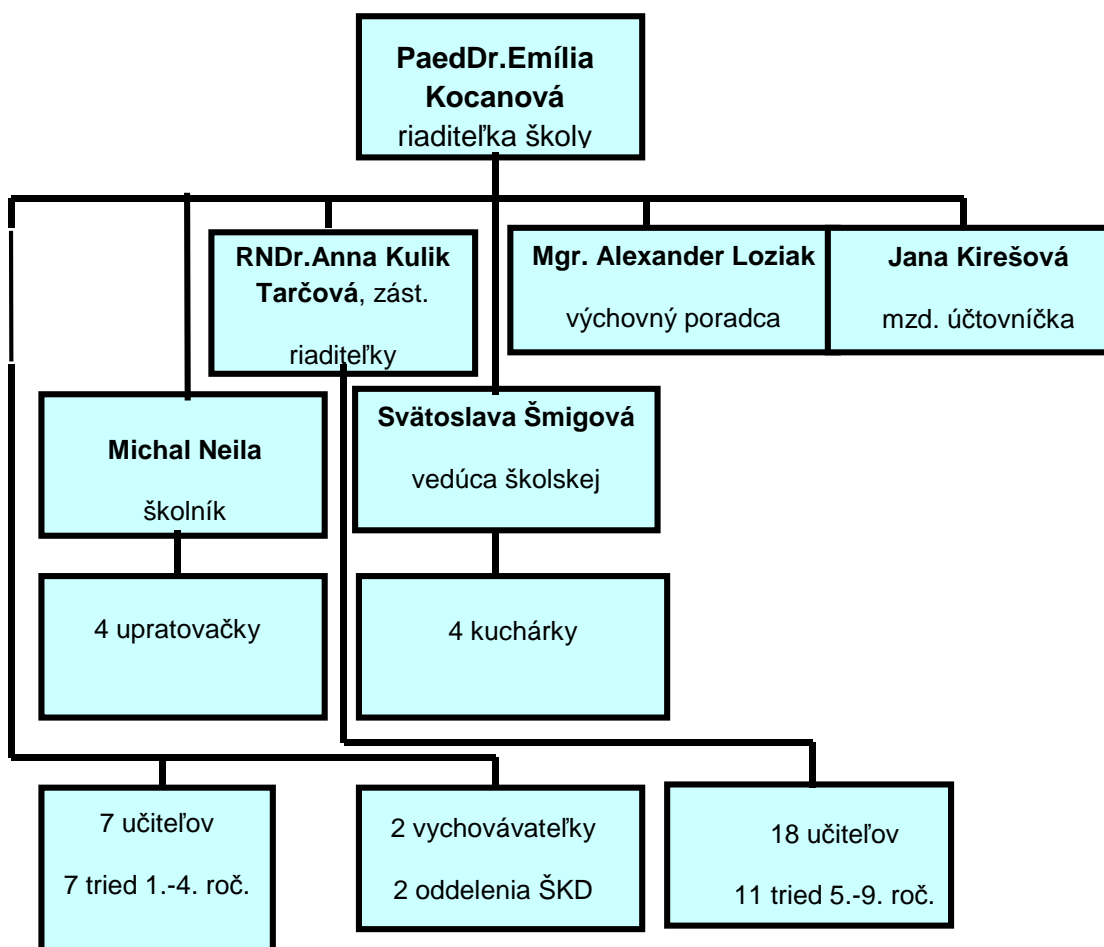 PaedDr.Emília
Kocanová
riaditeľka školy
RNDr.Anna Kulik
Tarčová, zást.
riaditeľky
Mgr. Alexander Loziak
výchovný poradca
Jana Kirešová
mzd. účtovníčka
Michal Neila
školník
Svätoslava Šmigová
vedúca školskej
4 upratovačky
4 kuchárky
7 učiteľov
7 tried 1.-4. roč.
2 vychovávateľky
2 oddelenia ŠKD
18 učiteľov
11 tried 5.-9. roč.